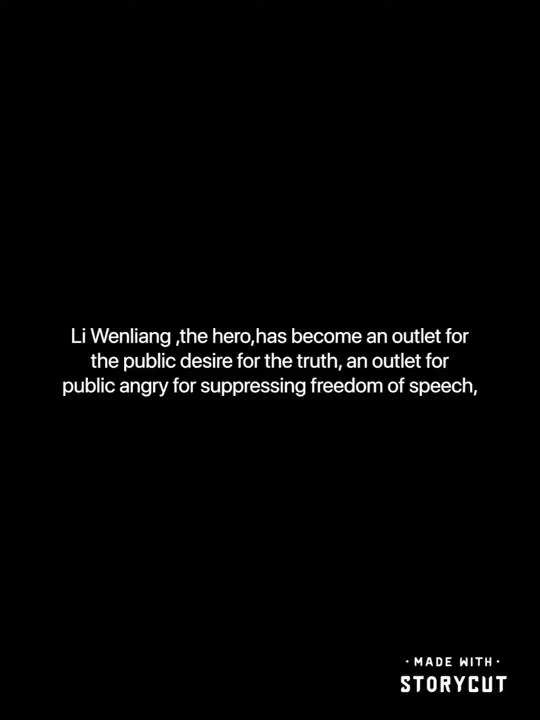 Li Wenliang ,the hero,has become an outlet for
the public desire for the truth, an outlet for
public angry for suppressing freedom of speech,
· MADE WITH ·
STORYCUT